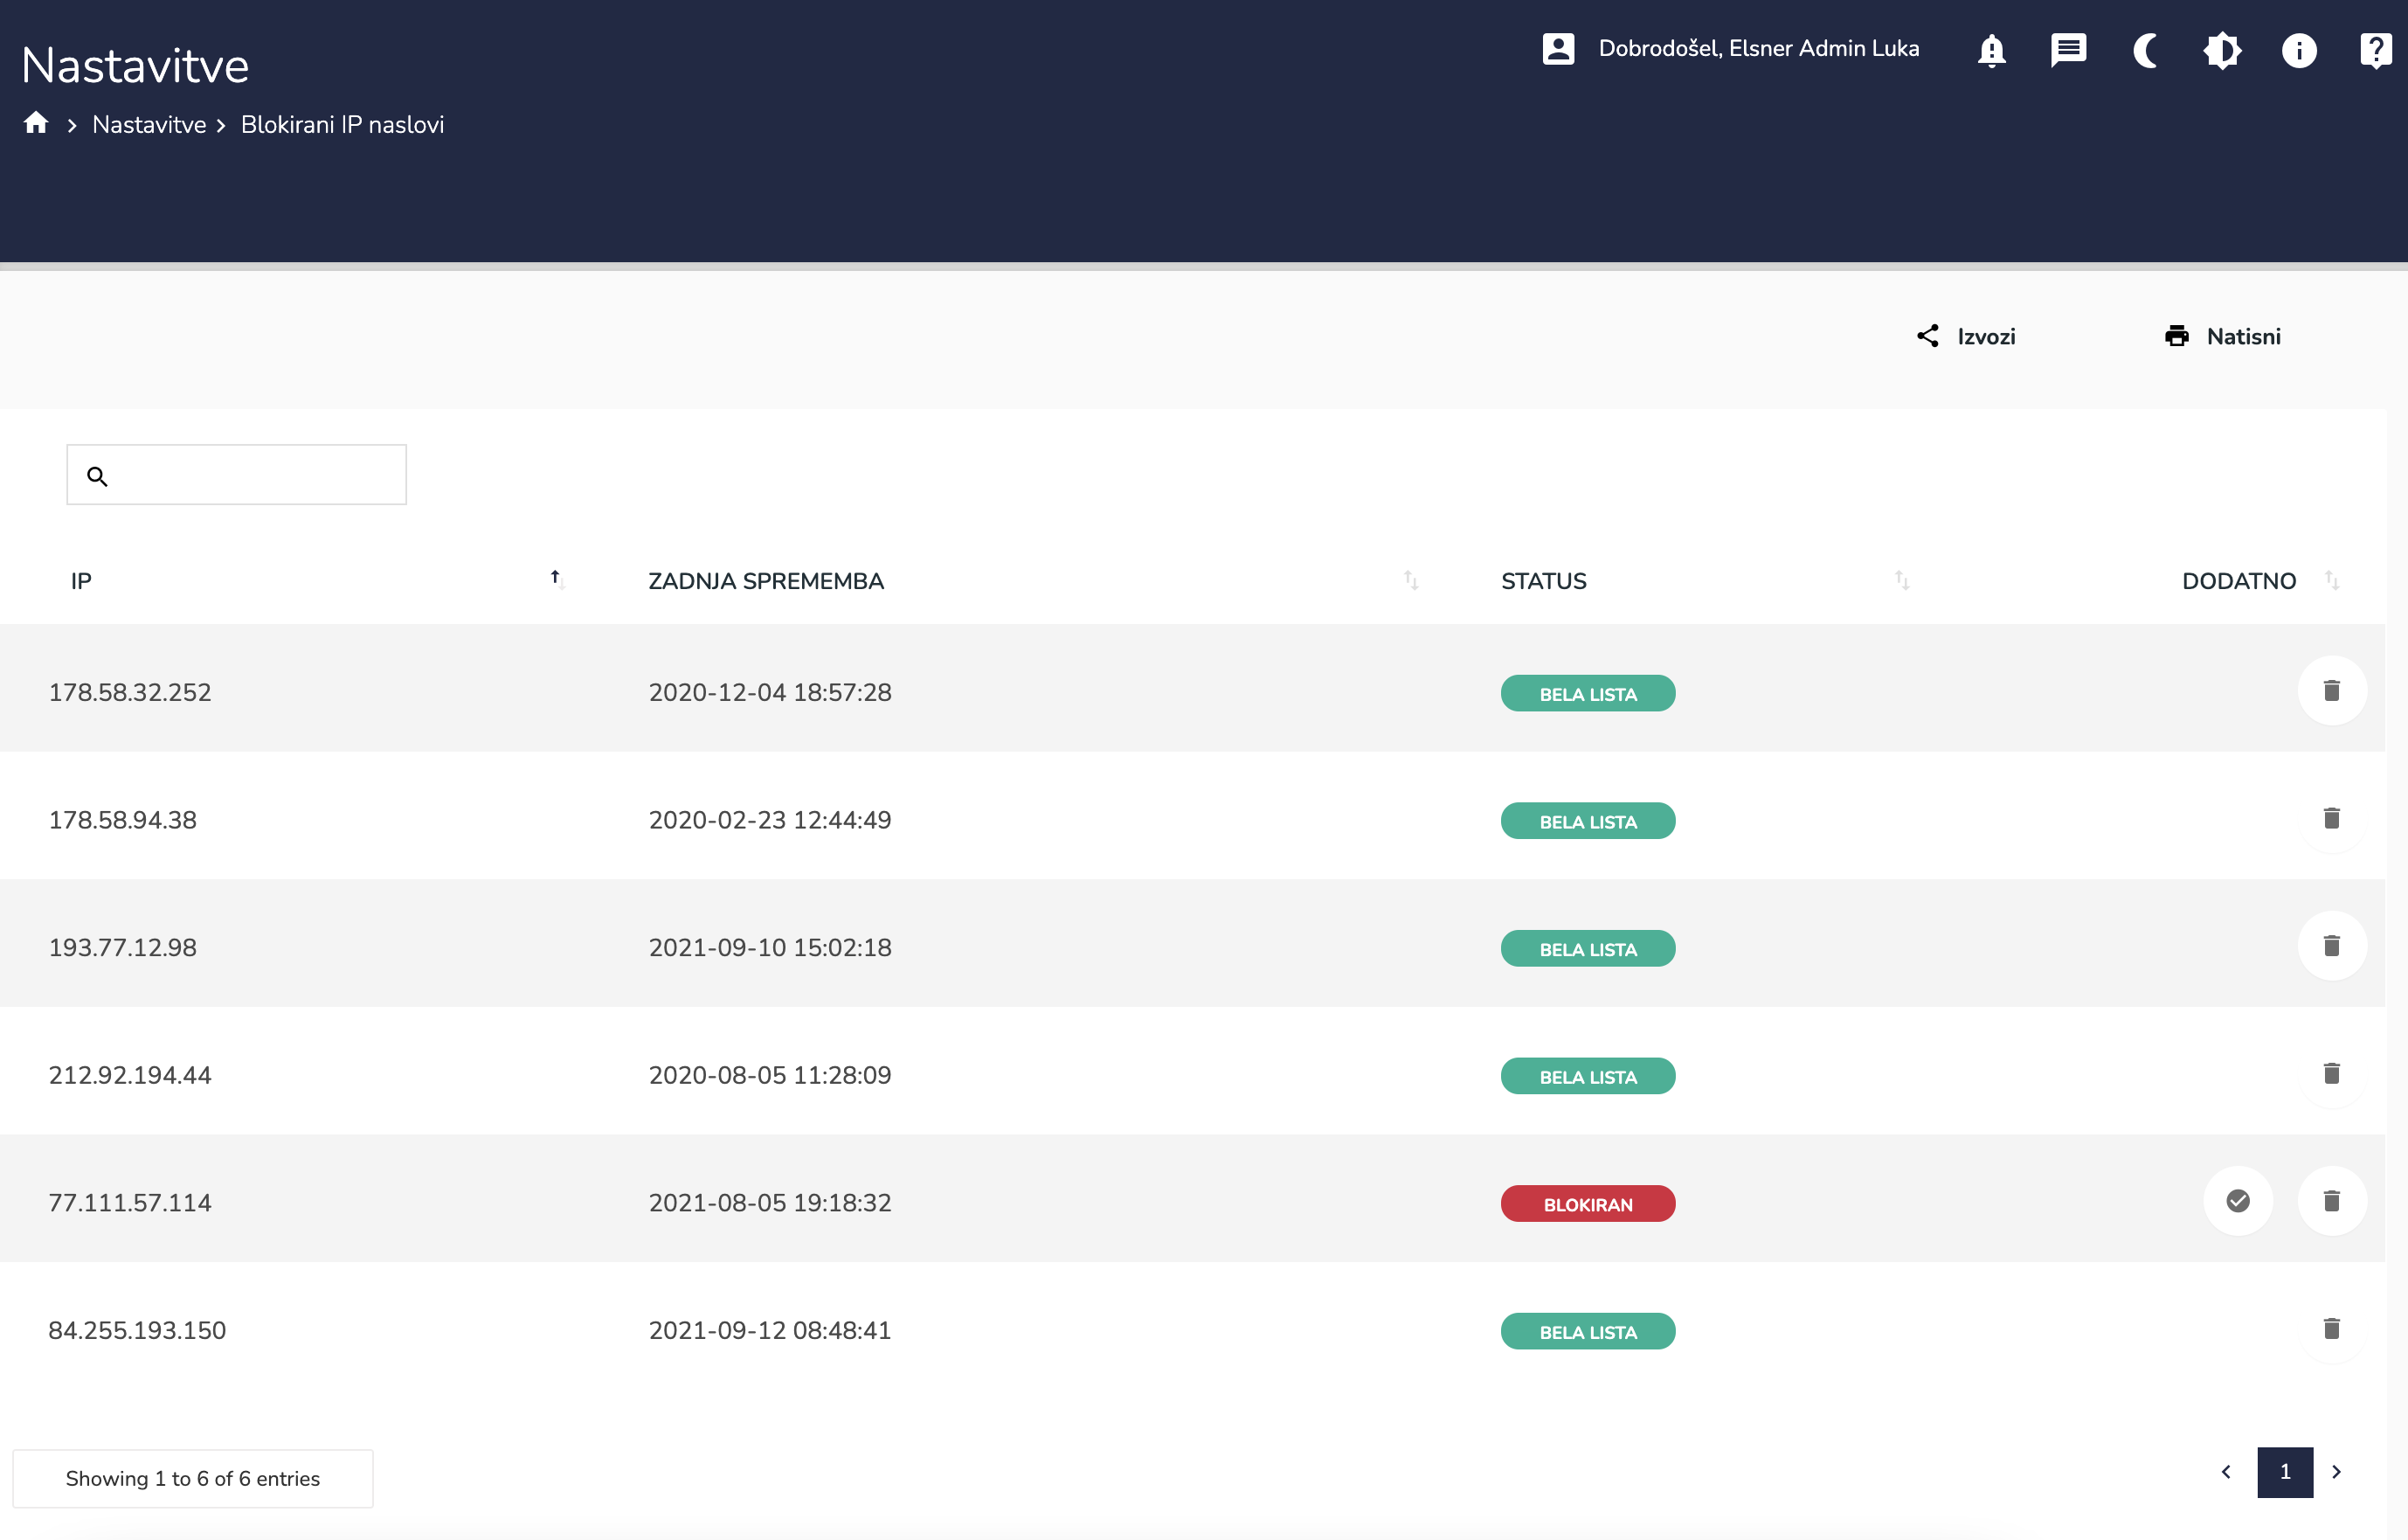 Nastavitve
Dobrodošel, Elsner Admin Luka
Nastavitve
Blokirani IP naslovi
Izvozi
Natisni
IP ZADNJA SPREMEMBA STATUS DODATNO
178.58.32.252 2020-12-04 18:57:28 BELA LISTA
178.58.94.38 2020-02-23 12:44:49 BELA LISTA
193.77.12.98 2021-09-10 15:02:18 BELA LISTA
212.92.194.44 2020-08-05 11:28:09 BELA LISTA
77.111.57.114 2021-08-05 19:18:32 BLOKIRAN
84.255.193.150 2021-09-12 08:48:41 BELA LISTA
Showing 1 to 6 of 6 entries
1